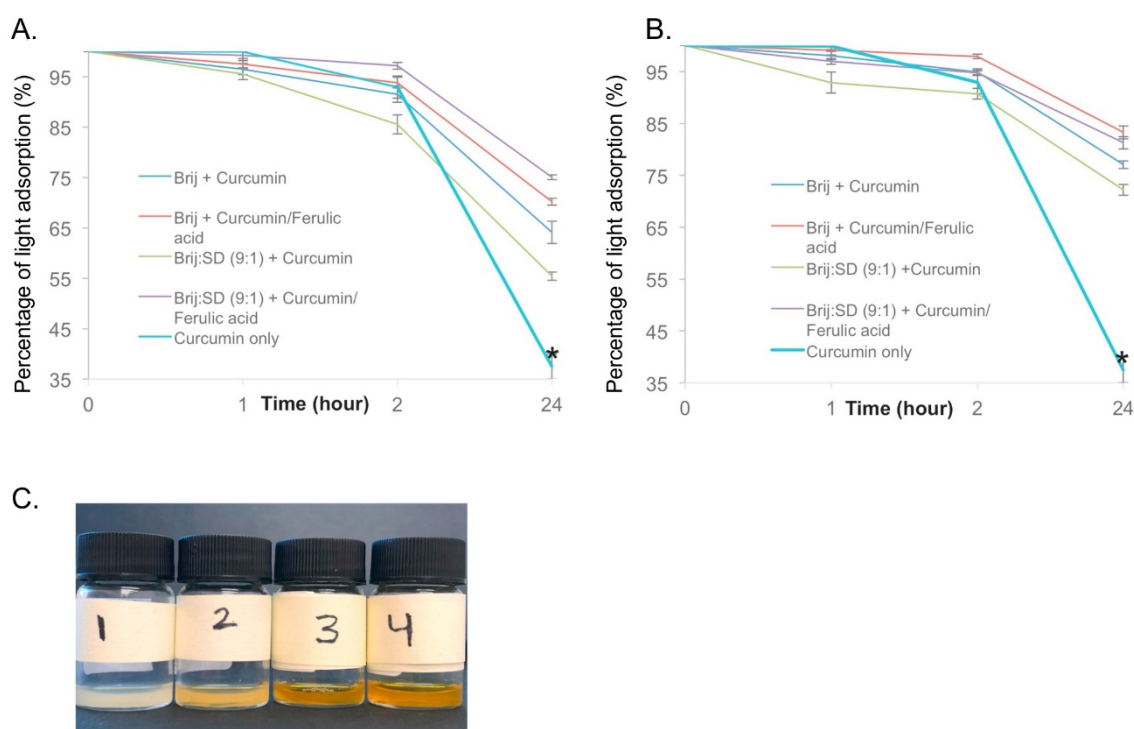 A.
Percentage of light adsorption (%)
95
85
75
65
55
45
35
Brij + Curcumin
Brij + Curcumin/Ferulic
acid
Brij:SD (9:1) + Curcumin
Brij:SD (9:1) + Curcumin/
Ferulic acid
Curcumin only
*
0
1
Time (hour)
2
24
B.
Percentage of light adsorption (%)
95
85
75
65
55
45
35
Brij + Curcumin
Brij + Curcumin/Ferulic
acid
Brij:SD (9:1) +Curcumin
Brij:SD (9:1) + Curcumin/
Ferulic acid
Curcumin only
*
0
1
Time (hour)
2
24
C.
1
2
3
4